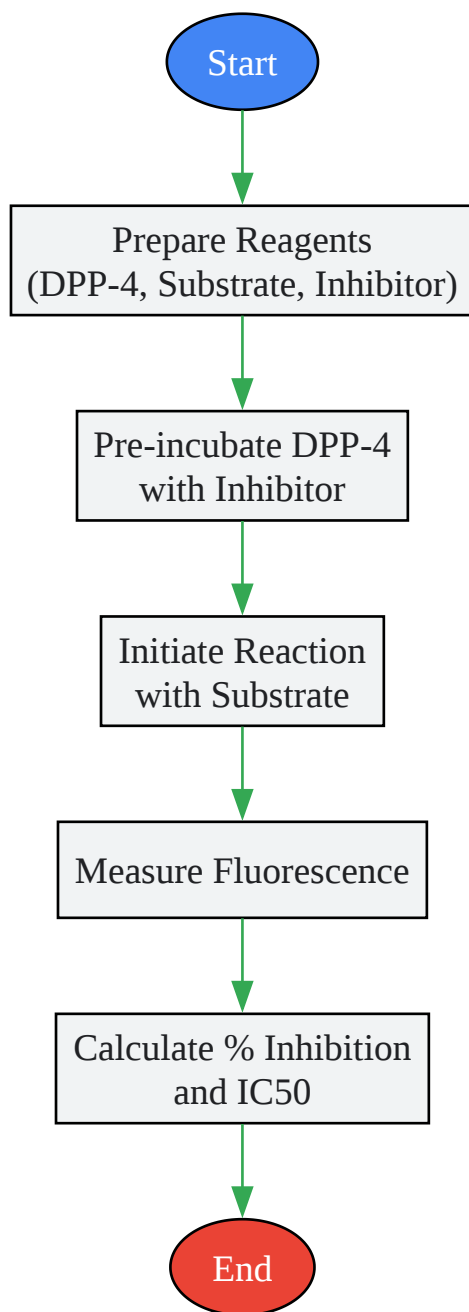 Start
Prepare Reagents
(DPP-4, Substrate, Inhibitor)
Pre-incubate DPP-4
with Inhibitor
Initiate Reaction
with Substrate
Measure Fluorescence
Calculate % Inhibition
and IC50
End